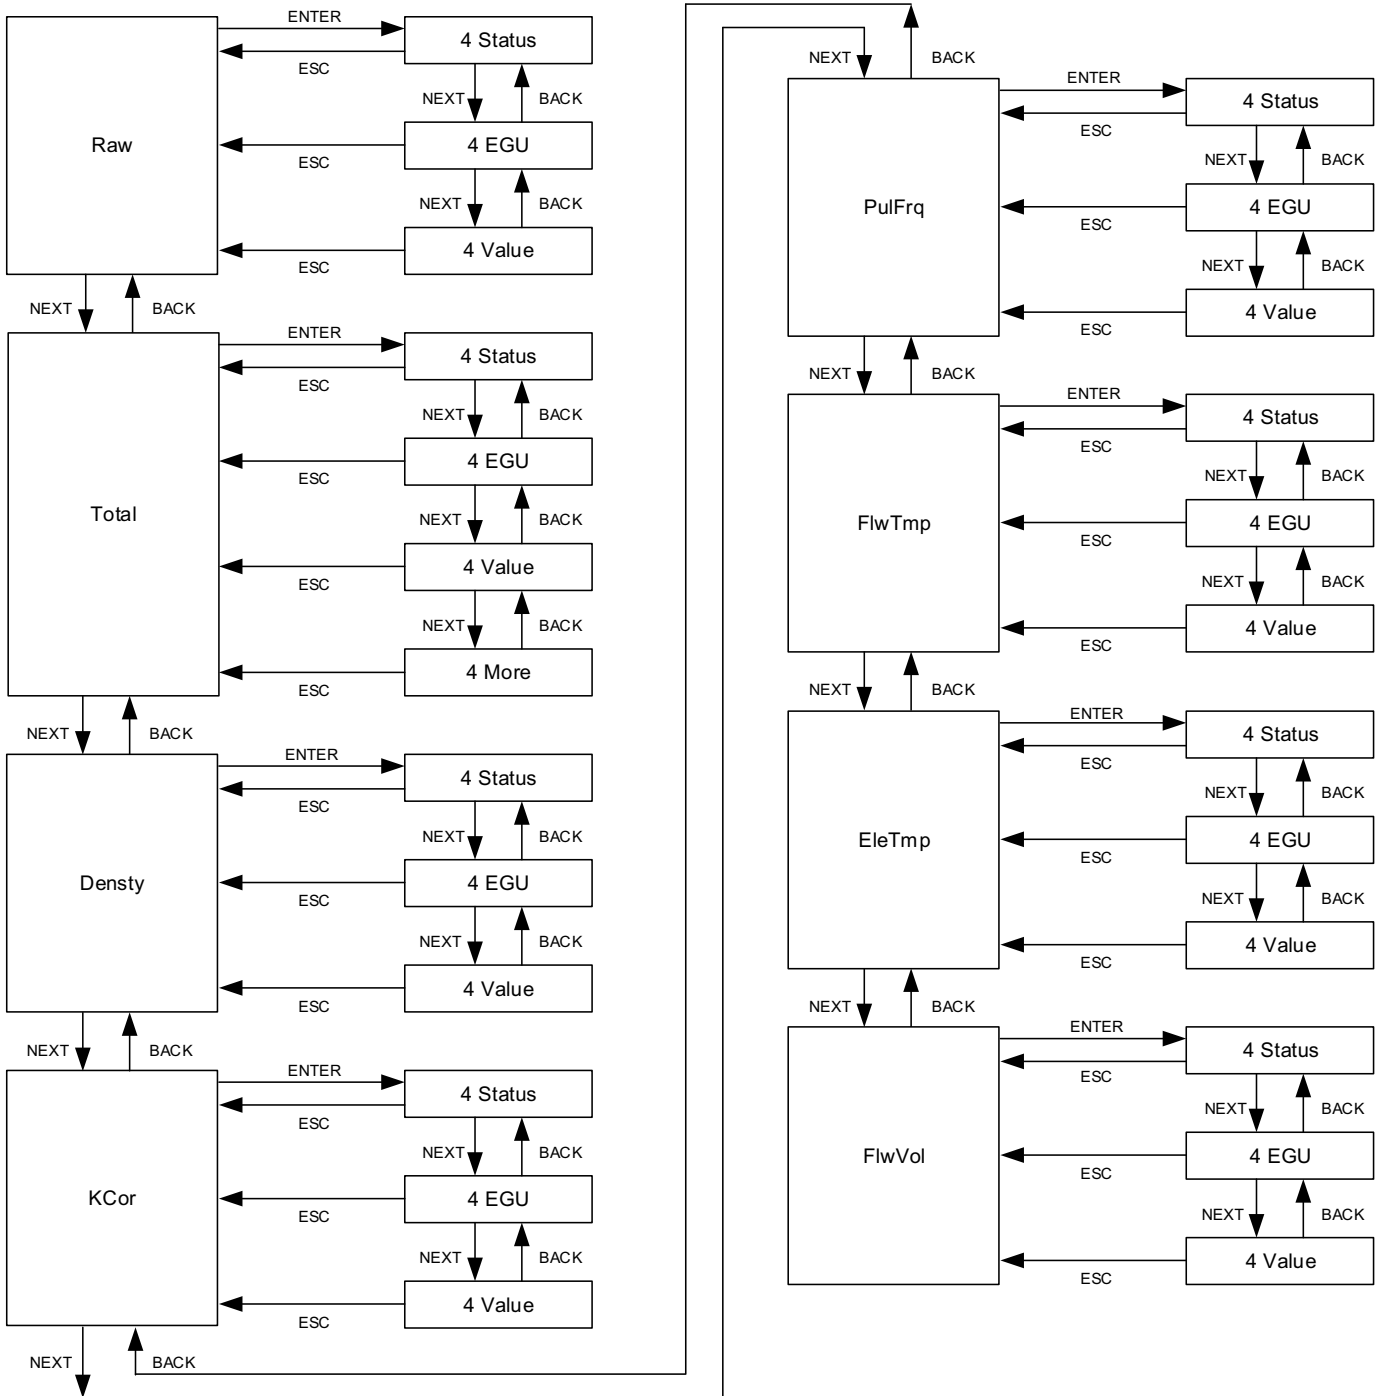 ENTER
4 Status
ESC
NEXT
BACK
Raw
4 EGU
ESC
NEXT
BACK
4 Value
ESC
NEXT
BACK
ENTER
4 Status
ESC
NEXT
BACK
4 EGU
ESC
Total
NEXT
BACK
4 Value
ESC
NEXT
BACK
4 More
ESC
NEXT
BACK
ENTER
4 Status
ESC
NEXT
BACK
Densty
4 EGU
ESC
NEXT
BACK
4 Value
ESC
NEXT
BACK
ENTER
4 Status
ESC
NEXT
BACK
KCor
4 EGU
ESC
NEXT
BACK
4 Value
ESC
NEXT
BACK
NEXT
BACK
ENTER
4 Status
ESC
NEXT
BACK
PulFrq
4 EGU
ESC
NEXT
BACK
4 Value
ESC
NEXT
BACK
ENTER
4 Status
ESC
NEXT
BACK
FlwTmp
4 EGU
ESC
NEXT
BACK
4 Value
ESC
NEXT
BACK
ENTER
4 Status
ESC
NEXT
BACK
EleTmp
4 EGU
ESC
NEXT
BACK
4 Value
ESC
NEXT
BACK
ENTER
4 Status
ESC
NEXT
BACK
FlwVol
4 EGU
ESC
NEXT
BACK
4 Value
ESC